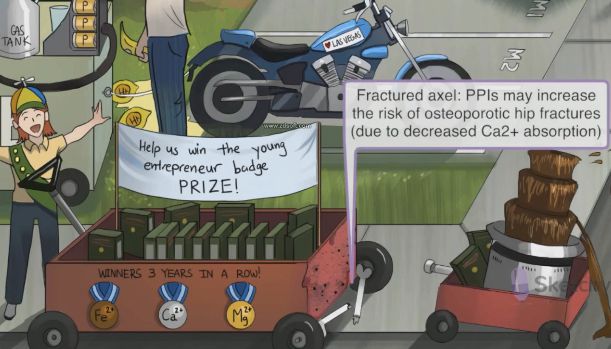 GAS
TANK
P
P
P
H+
H+
♥ LAS VEGAS
M2
Fractured axel: PPIs may increase
the risk of osteoporotic hip fractures
(due to decreased Ca2+ absorption)
Help us win the young
entrepreneur badge
PRIZE!
WINNERS 3 YEARS IN A ROW!
Fe2+
Ca2+
Mg2+